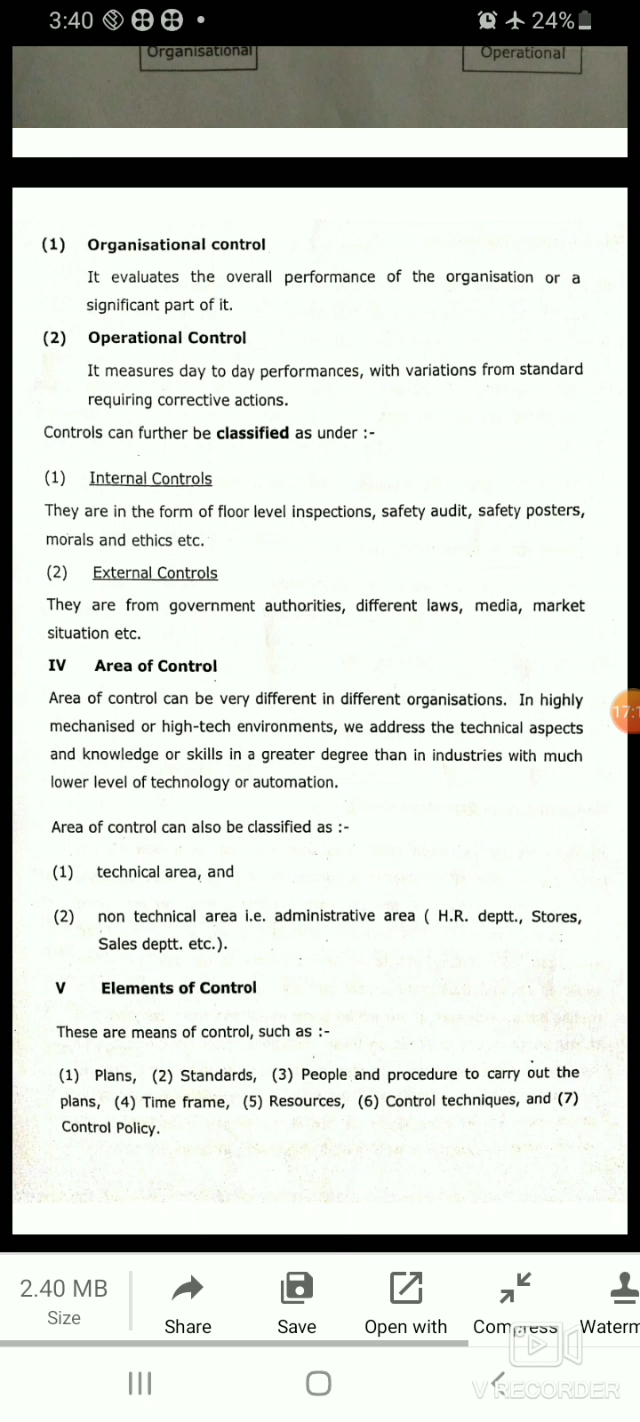 3:40
24%
Organisational
Operational
(1) Organisational control
It evaluates the overall performance of the organisation or a
significant part of it.
(2) Operational Control
It measures day to day performances, with variations from standard
requiring corrective actions.
Controls can further be classified as under :-
(1) Internal Controls
They are in the form of floor level inspections, safety audit, safety posters,
morals and ethics etc.
(2) External Controls
They are from government authorities, different laws, media, market
situation etc.
IV Area of Control
Area of control can be very different in different organisations. In highly
mechanised or high-tech environments, we address the technical aspects
and knowledge or skills in a greater degree than in industries with much
lower level of technology or automation.
Area of control can also be classified as :-
(1) technical area, and
(2) non technical area i.e. administrative area ( H.R. deptt., Stores,
Sales deptt. etc.).
V Elements of Control
These are means of control, such as :-
(1) Plans, (2) Standards, (3) People and procedure to carry out the
plans, (4) Time frame, (5) Resources, (6) Control techniques, and (7)
Control Policy.
17:1
2.40 MB
Size
Share
Save
Open with
Compress
Waterm
V RECORDER